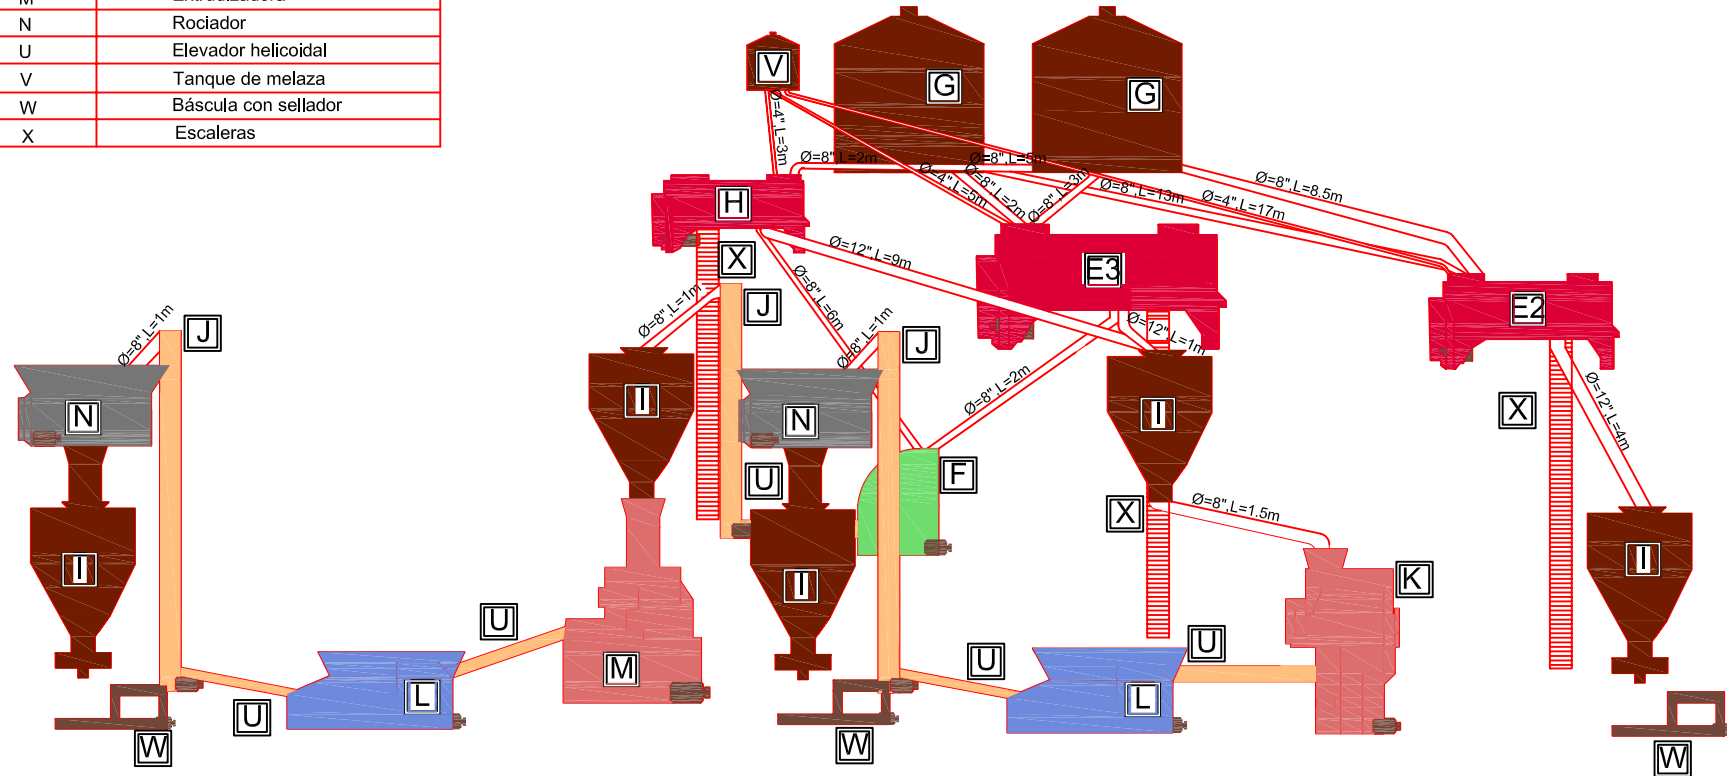 M Extrudizadora
N Rociador
U Elevador helicoidal
V Tanque de melaza
W Báscula con sellador
X Escaleras
V
G
G
Ø=4",L=3m
Ø=8",L=2m
Ø=8",L=5m
Ø=4",L=5m
Ø=8",L=2m
Ø=8",L=3m
Ø=8",L=13m
Ø=4",L=17m
Ø=8",L=8.5m
H
X
Ø=12",L=9m
E3
E2
J
Ø=8",L=1m
J
Ø=8",L=1m
Ø=8",L=6m
Ø=8",L=1m
J
Ø=12",L=1m
Ø=8",L=2m
X
Ø=12",L=4m
N
I
N
I
F
U
X
Ø=8",L=1.5m
I
I
K
I
U
M
U
U
L
L
U
W
W
W